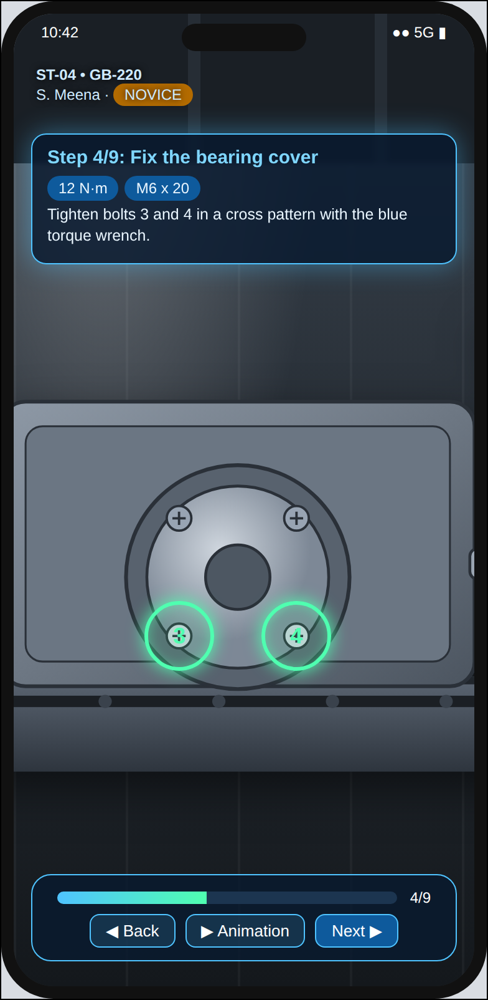 10:42 ●● 5G ▮
ST-04 • GB-220
S. Meena · NOVICE
Step 4/9: Fix the bearing cover
12 N·m M6 x 20
Tighten bolts 3 and 4 in a cross pattern with the blue
torque wrench.
3 4
4/9
◀ Back ▶ Animation Next ▶